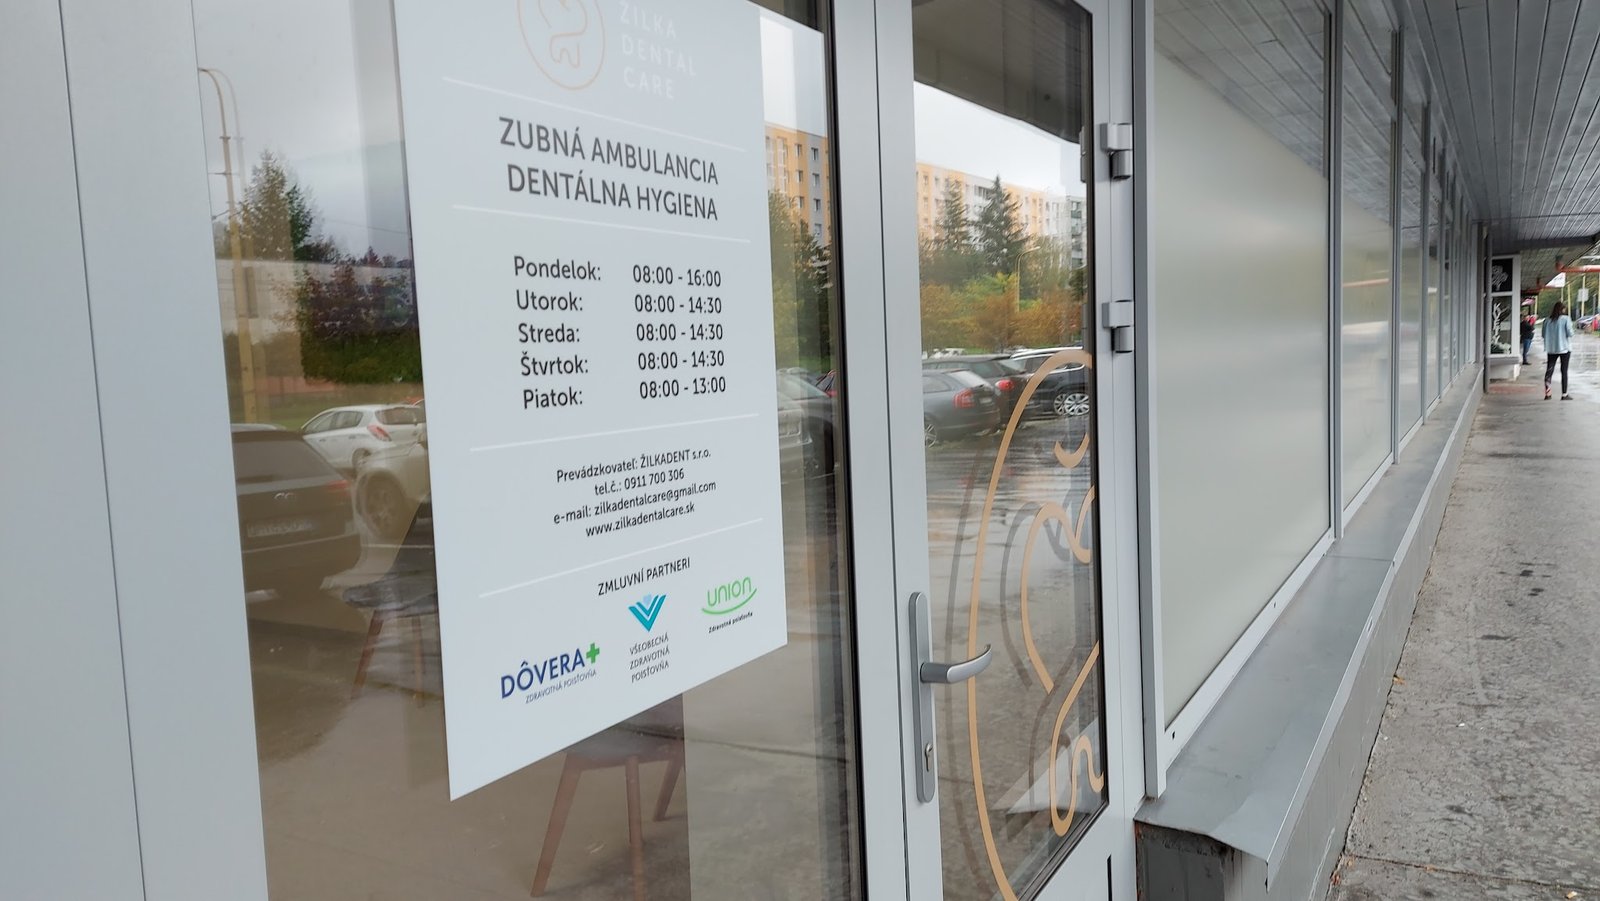 ŽILKA
DENTAL
CARE
ZUBNÁ AMBULANCIA
DENTÁLNA HYGIENA
Pondelok: 08:00 - 16:00
Utorok: 08:00 - 14:30
Streda: 08:00 - 14:30
Štvrtok: 08:00 - 14:30
Piatok: 08:00 - 13:00
Prevádzkovateľ: ŽILKADENT s.r.o.
tel.č.: 0911 700 306
e-mail: zilkadentalcare@gmail.com
www.zilkadentalcare.sk
ZMLUVNÍ PARTNERI
DÔVERA+
ZDRAVOTNÁ POISŤOVŇA
VŠEOBECNÁ
ZDRAVOTNÁ
POISŤOVŇA
UNION
Zdravotná poisťovňa